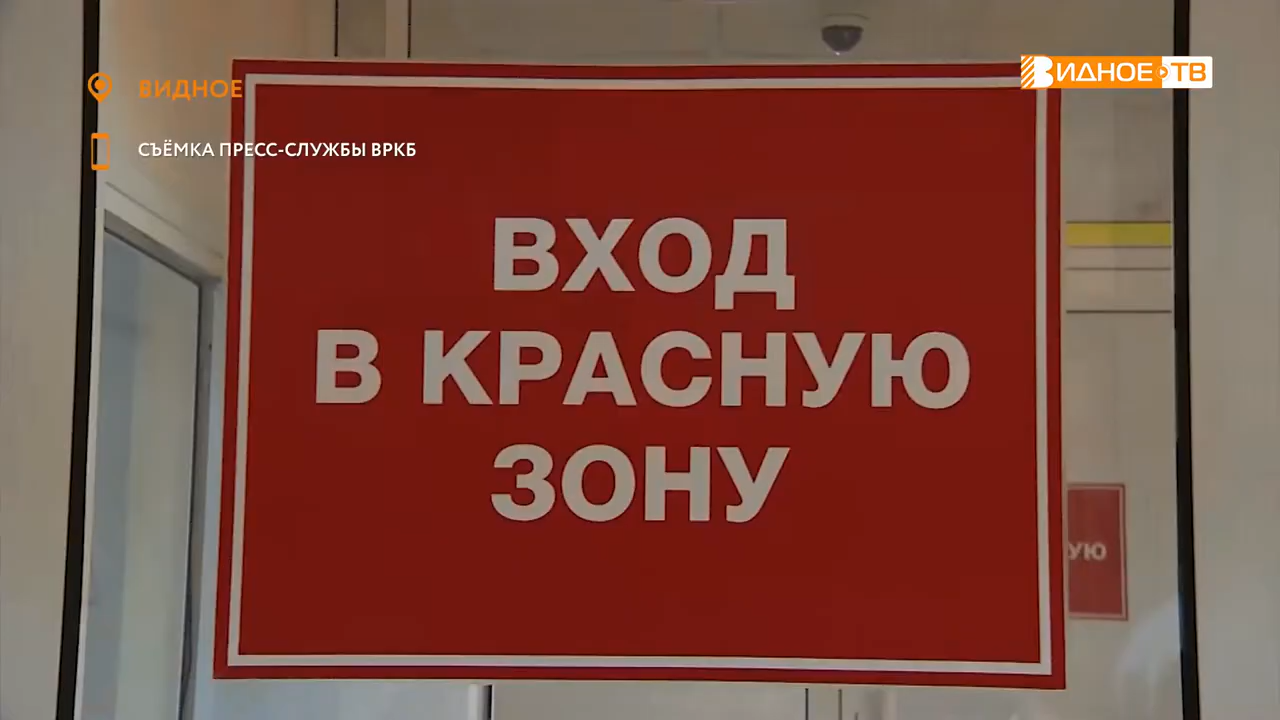 ВИДНОЕ
ВИДНОЕ ТВ
СЪЁМКА ПРЕСС-СЛУЖБЫ ВРКБ
ВХОД
В КРАСНУЮ
ЗОНУ
УЮ